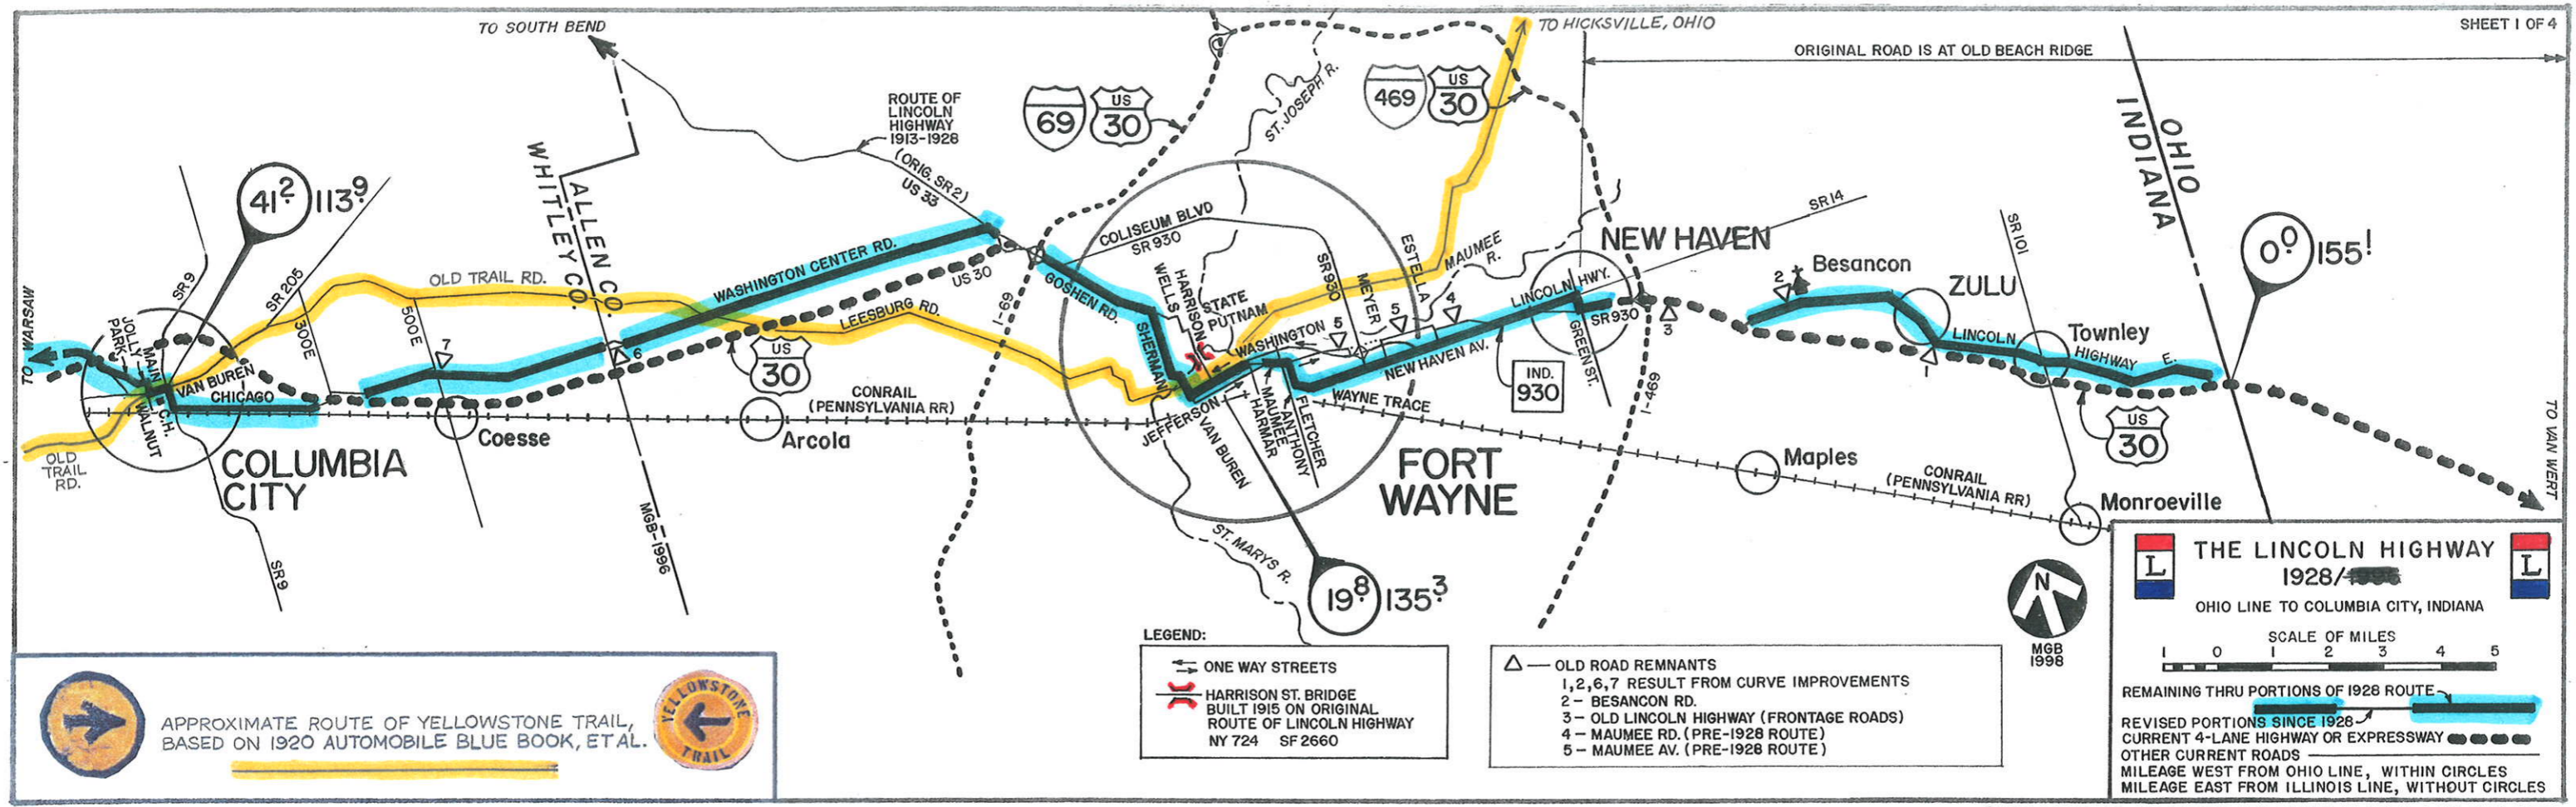 TO SOUTH BEND
TO HICKSVILLE, OHIO
SHEET 1 OF 4
ORIGINAL ROAD IS AT OLD BEACH RIDGE
ROUTE OF
LINCOLN
HIGHWAY
1913-1928
(ORIG. SR 2)
US 33
69
US
30
469
US
30
ST. JOSEPH R.
OHIO
INDIANA
WHITLEY CO.
ALLEN CO.
41.2 113.9
SR 9
SR 205
300E
500E
OLD TRAIL RD.
WASHINGTON CENTER RD.
US 30
LEESBURG RD.
I-69
GOSHEN RD.
COLISEUM BLVD
SR 930
WELLS
HARRISON
STATE
PUTNAM
SHERMAN
WASHINGTON
SR 930
MEYER
ESTELLA
MAUMEE
R.
5
5
4
LINCOLN HWY.
NEW HAVEN
SR 14
SR 930
GREEN ST.
3
I-469
2
Besancon
ZULU
SR 101
LINCOLN
HIGHWAY E.
Townley
1
0.0 155.1
TO WARSAW
JOLLY
PARK
MAIN
VAN BUREN
CHICAGO
WALNUT
C.H.
7
6
US
30
CONRAIL
(PENNSYLVANIA RR)
Coesse
Arcola
OLD
TRAIL
RD.
COLUMBIA
CITY
SR 9
MGB-1996
JEFFERSON
VAN BUREN
MAUMEE
HARMAR
ANTHONY
FLETCHER
NEW HAVEN AV.
WAYNE TRACE
IND.
930
FORT
WAYNE
ST. MARYS R.
19.8 135.3
Maples
CONRAIL
(PENNSYLVANIA RR)
Monroeville
US
30
TO VAN WERT
N
MGB
1998
APPROXIMATE ROUTE OF YELLOWSTONE TRAIL,
BASED ON 1920 AUTOMOBILE BLUE BOOK, ET AL.
YELLOWSTONE
TRAIL
LEGEND:
ONE WAY STREETS
HARRISON ST. BRIDGE
BUILT 1915 ON ORIGINAL
ROUTE OF LINCOLN HIGHWAY
NY 724 SF 2660
OLD ROAD REMNANTS
1,2,6,7 RESULT FROM CURVE IMPROVEMENTS
2 - BESANCON RD.
3 - OLD LINCOLN HIGHWAY (FRONTAGE ROADS)
4 - MAUMEE RD. (PRE-1928 ROUTE)
5 - MAUMEE AV. (PRE-1928 ROUTE)
L
THE LINCOLN HIGHWAY
L
1928/
OHIO LINE TO COLUMBIA CITY, INDIANA
SCALE OF MILES
1 0 1 2 3 4 5
REMAINING THRU PORTIONS OF 1928 ROUTE
REVISED PORTIONS SINCE 1928
CURRENT 4-LANE HIGHWAY OR EXPRESSWAY
OTHER CURRENT ROADS
MILEAGE WEST FROM OHIO LINE, WITHIN CIRCLES
MILEAGE EAST FROM ILLINOIS LINE, WITHOUT CIRCLES